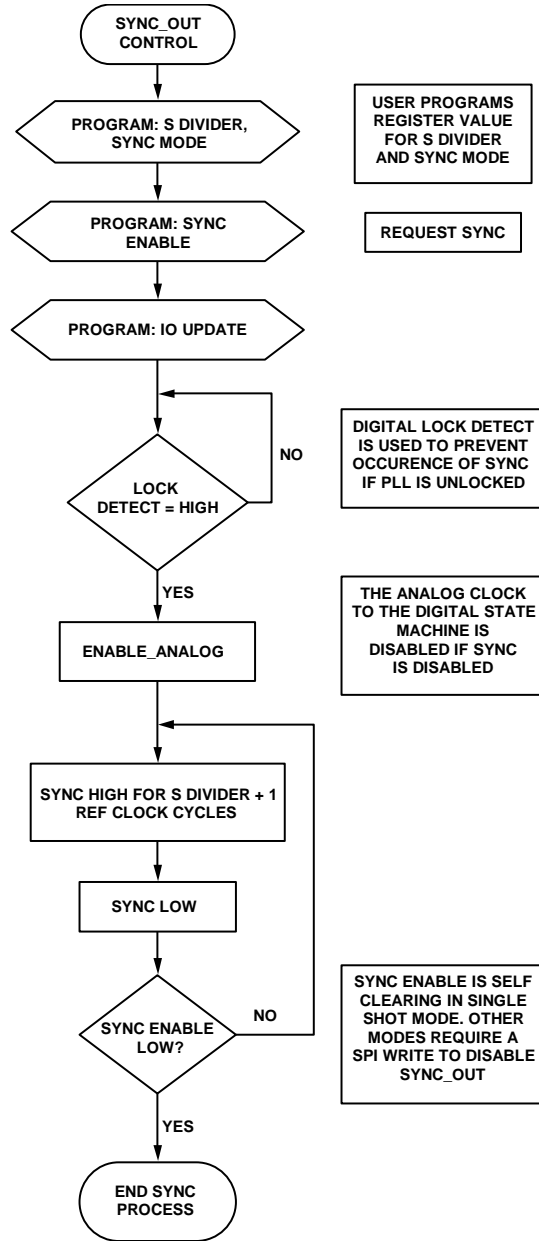 SYNC_OUT
CONTROL
PROGRAM: S DIVIDER,
SYNC MODE
USER PROGRAMS
REGISTER VALUE
FOR S DIVIDER
AND SYNC MODE
PROGRAM: SYNC
ENABLE
REQUEST SYNC
PROGRAM: IO UPDATE
LOCK
DETECT = HIGH
NO
DIGITAL LOCK DETECT
IS USED TO PREVENT
OCCURENCE OF SYNC
IF PLL IS UNLOCKED
YES
ENABLE_ANALOG
THE ANALOG CLOCK
TO THE DIGITAL STATE
MACHINE IS
DISABLED IF SYNC
IS DISABLED
SYNC HIGH FOR S DIVIDER + 1
REF CLOCK CYCLES
SYNC LOW
SYNC ENABLE
LOW?
NO
SYNC ENABLE IS SELF
CLEARING IN SINGLE
SHOT MODE. OTHER
MODES REQUIRE A
SPI WRITE TO DISABLE
SYNC_OUT
YES
END SYNC
PROCESS